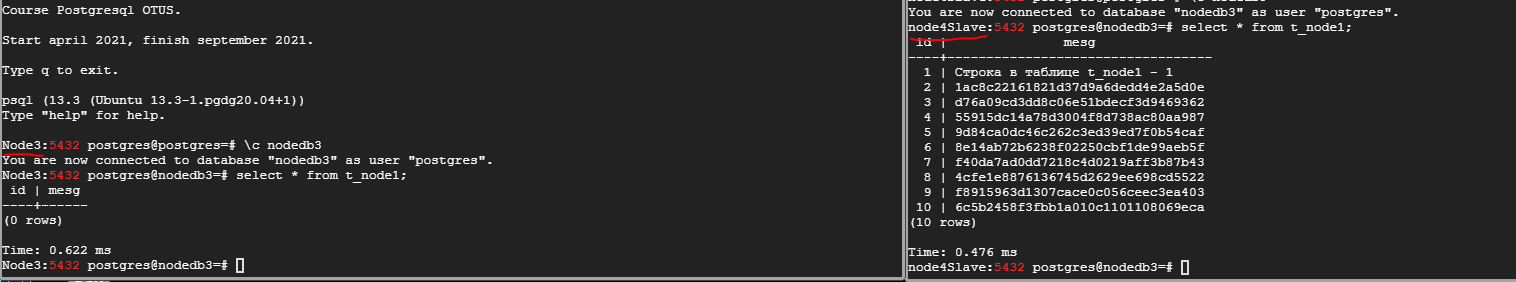 Course Postgresql OTUS.
Start april 2021, finish september 2021.
Type q to exit.
psql (13.3 (Ubuntu 13.3-1.pgdg20.04+1))
Type "help" for help.
Node3:5432 postgres@postgres=# \c nodedb3
You are now connected to database "nodedb3" as user "postgres".
Node3:5432 postgres@nodedb3=# select * from t_node1;
id | mesg
----+------
(0 rows)
Time: 0.622 ms
Node3:5432 postgres@nodedb3=#
You are now connected to database "nodedb3" as user "postgres".
node4Slave:5432 postgres@nodedb3=# select * from t_node1;
id | mesg
----+----------------------------------
1 | Строка в таблице t_node1 - 1
2 | 1ac8c22161821d37d9a6dedd4e2a5d0e
3 | d76a09cd3dd8c06e51bdecf3d9469362
4 | 55915dc14a78d3004f8d738ac80aa987
5 | 9d84ca0dc46c262c3ed39ed7f0b54caf
6 | 8e14ab72b6238f02250cbf1de99aeb5f
7 | f40da7ad0dd7218c4d0219aff3b87b43
8 | 4cfe1e8876136745d2629ee698cd5522
9 | f8915963d1307cace0c056ceec3ea403
10 | 6c5b2458f3fbb1a010c1101108069eca
(10 rows)
Time: 0.476 ms
node4Slave:5432 postgres@nodedb3=#